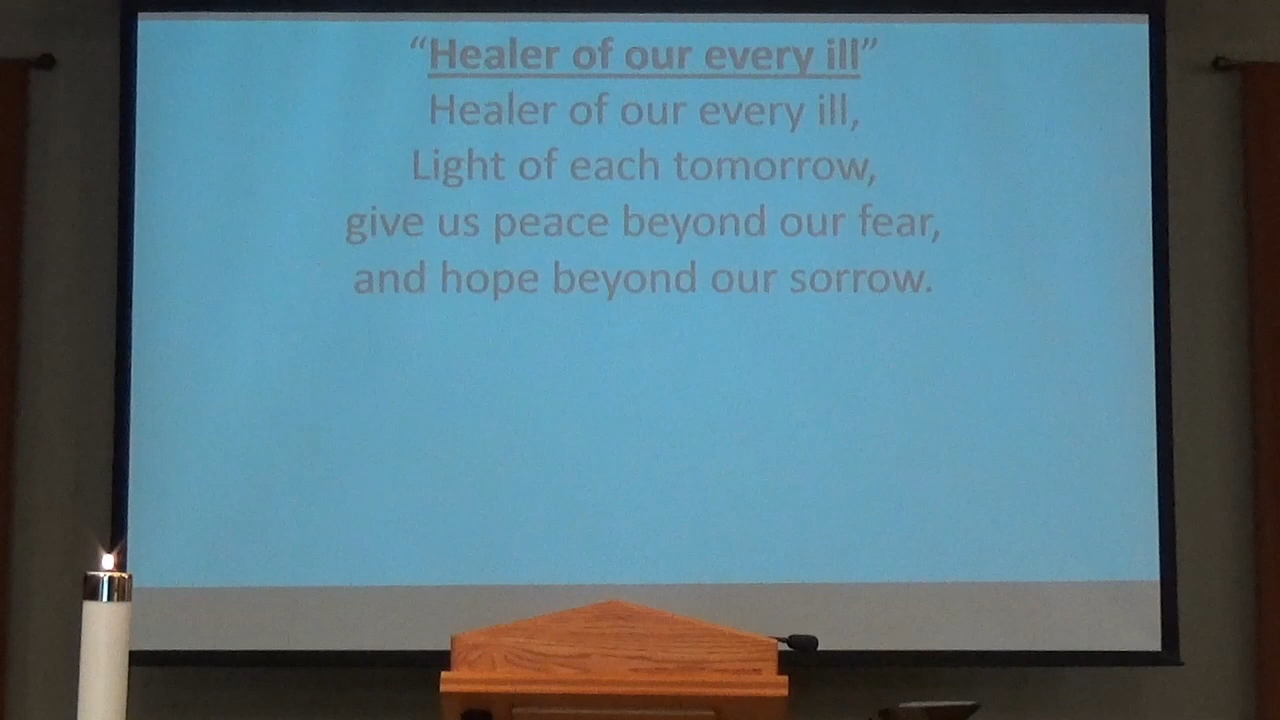 “Healer of our every ill”
Healer of our every ill,
Light of each tomorrow,
give us peace beyond our fear,
and hope beyond our sorrow.